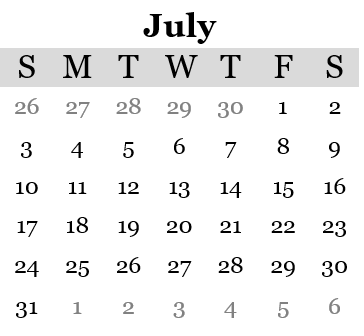 July
S M T W T F S
26 27 28 29 30 1 2
3 4 5 6 7 8 9
10 11 12 13 14 15 16
17 18 19 20 21 22 23
24 25 26 27 28 29 30
31 1 2 3 4 5 6